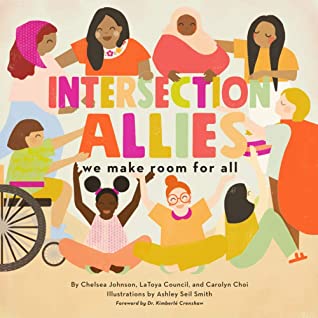 INTERSECTION
ALLIES
we make room for all
By Chelsea Johnson, LaToya Council, and Carolyn Choi
Illustrations by Ashley Seil Smith
Foreword by Dr. Kimberlé Crenshaw